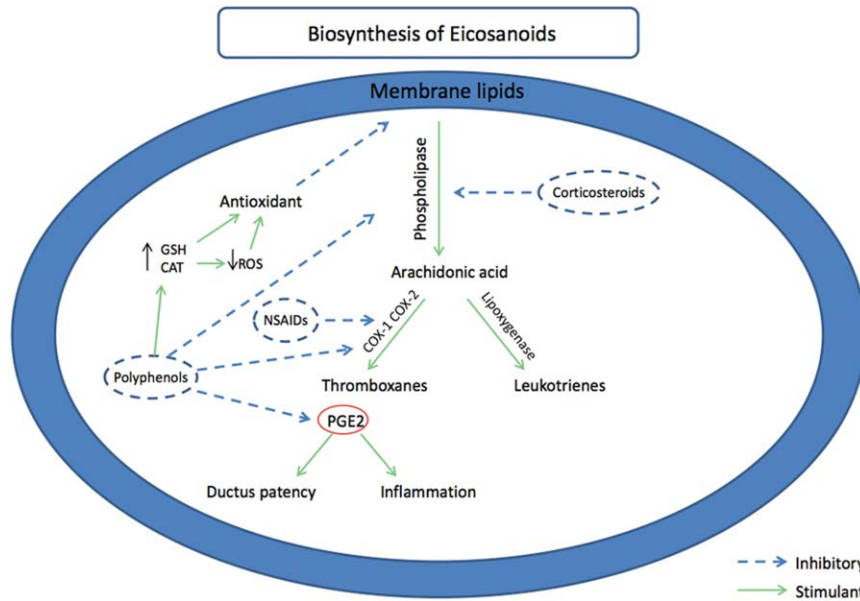 Biosynthesis of Eicosanoids
Membrane lipids
Phospholipase
Corticosteroids
Antioxidant
↑ GSH
CAT
↓ROS
Arachidonic acid
NSAIDs
COX-1 COX-2
Lipoxygenase
Polyphenols
Thromboxanes
Leukotrienes
PGE2
Ductus patency
Inflammation
Inhibitory
Stimulant